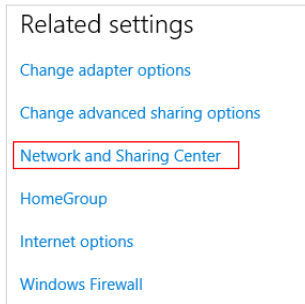 Related settings
Change adapter options
Change advanced sharing options
Network and Sharing Center
HomeGroup
Internet options
Windows Firewall